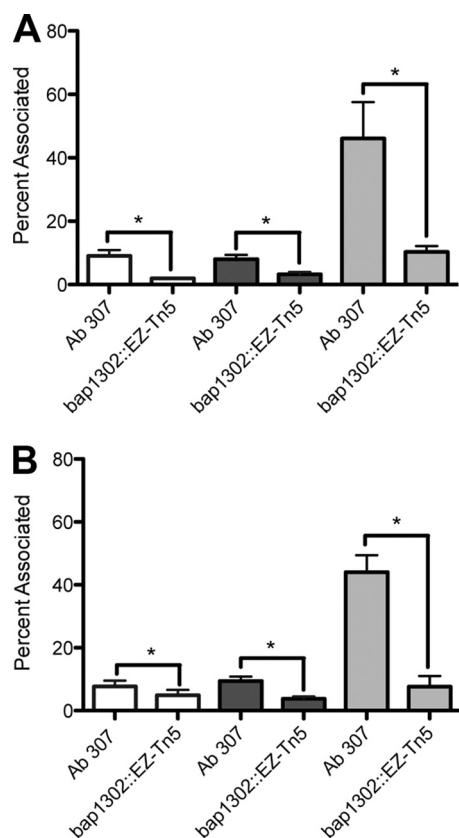 A
Percent Associated
80
60
40
20
0
*
*
*
Ab 307
bap1302::EZ-Tn5
Ab 307
bap1302::EZ-Tn5
Ab 307
bap1302::EZ-Tn5
B
Percent Associated
80
60
40
20
0
*
*
*
Ab 307
bap1302::EZ-Tn5
Ab 307
bap1302::EZ-Tn5
Ab 307
bap1302::EZ-Tn5